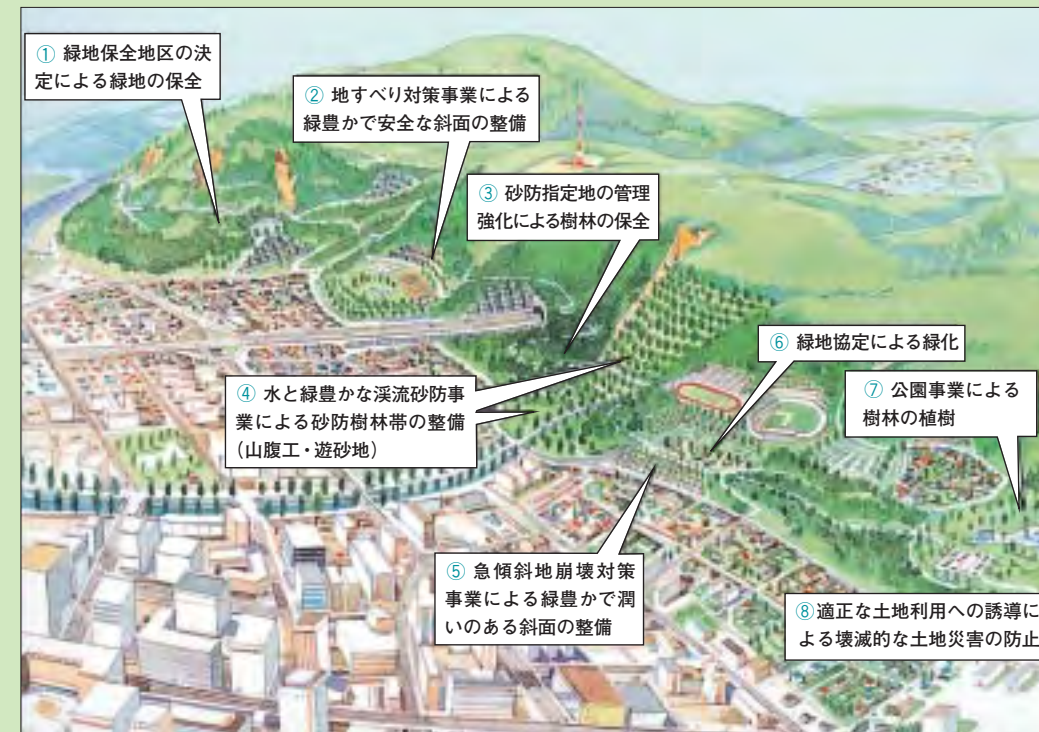 ① 緑地保全地区の決
定による緑地の保全
② 地すべり対策事業による
緑豊かで安全な斜面の整備
③ 砂防指定地の管理
強化による樹林の保全
④ 水と緑豊かな渓流砂防事
業による砂防樹林帯の整備
(山腹工・遊砂地)
⑤ 急傾斜地崩壊対策
事業による緑豊かで潤
いのある斜面の整備
⑥ 緑地協定による緑化
⑦ 公園事業による
樹林の植樹
⑧適正な土地利用への誘導に
よる壊滅的な土地災害の防止